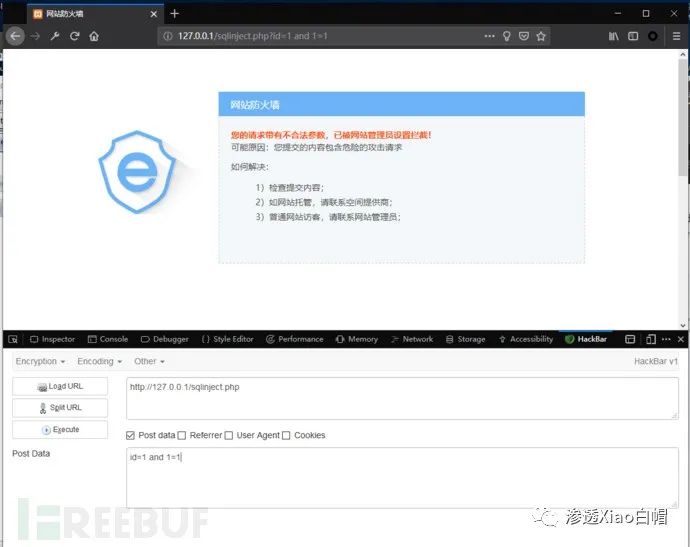 网站防火墙
127.0.0.1/sqlinject.php?id=1 and 1=1
网站防火墙
您的请求带有不合法参数，已被网站管理员设置拦截！
可能原因：您提交的内容包含危险的攻击请求
如何解决：
1）检查提交内容；
2）如网站托管，请联系空间提供商；
3）普通网站访客，请联系网站管理员；
Inspector Console Debugger { } Style Editor Performance Memory Network Storage Accessibility HackBar
Encryption Encoding Other HackBar v1
Load URL
http://127.0.0.1/sqlinject.php
Split URL
Execute
Post data Referrer User Agent Cookies
Post Data
id=1 and 1=1
REEBUF
渗透Xiao白帽